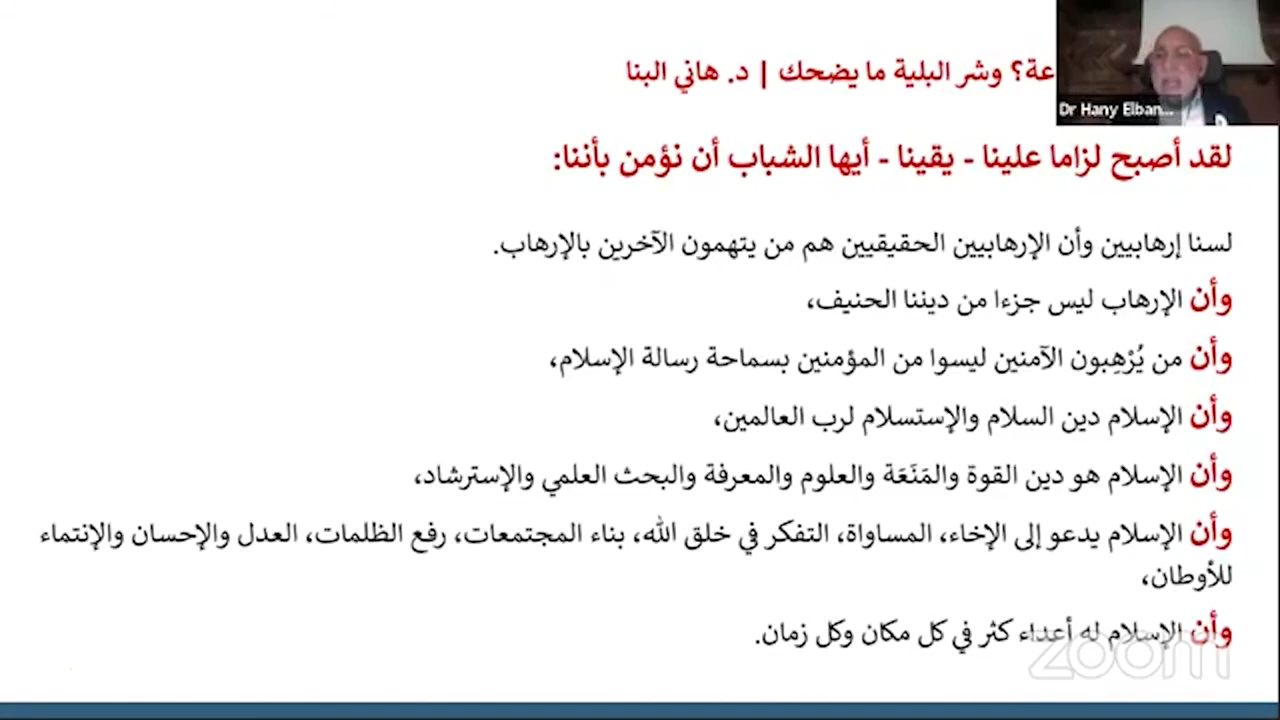 عة؟ وشر البلية ما يضحك | د. هاني البنا
Dr Hany Elban...
لقد أصبح لزاما علينا - يقينا - أيها الشباب أن نؤمن بأننا:
لسنا إرهابيين وأن الإرهابيين الحقيقيين هم من يتهمون الآخرين بالإرهاب.
وأن الإرهاب ليس جزءا من ديننا الحنيف،
وأن من يُرْهِبون الآمنين ليسوا من المؤمنين بسماحة رسالة الإسلام،
وأن الإسلام دين السلام والإستسلام لرب العالمين،
وأن الإسلام هو دين القوة والمَنَعَة والعلوم والمعرفة والبحث العلمي والإسترشاد،
وأن الإسلام يدعو إلى الإخاء، المساواة، التفكر في خلق الله، بناء المجتمعات، رفع الظلمات، العدل والإحسان والإنتماء
للأوطان،
وأن الإسلام له أعداء كثر في كل مكان وكل زمان.
zoom